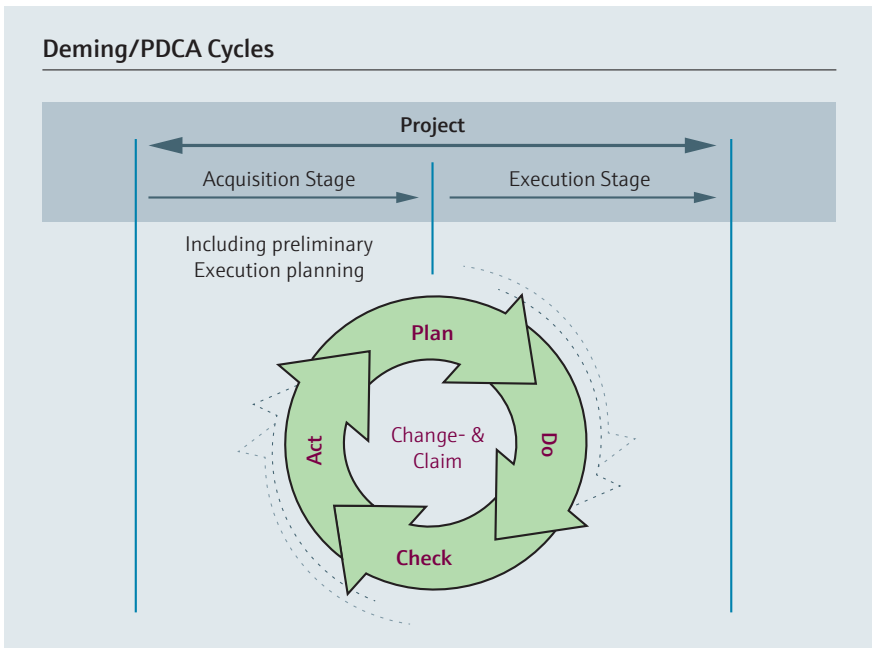 Deming/PDCA Cycles
Project
Acquisition Stage
Execution Stage
Including preliminary
Execution planning
Plan
Do
Change- &
Claim
Act
Check